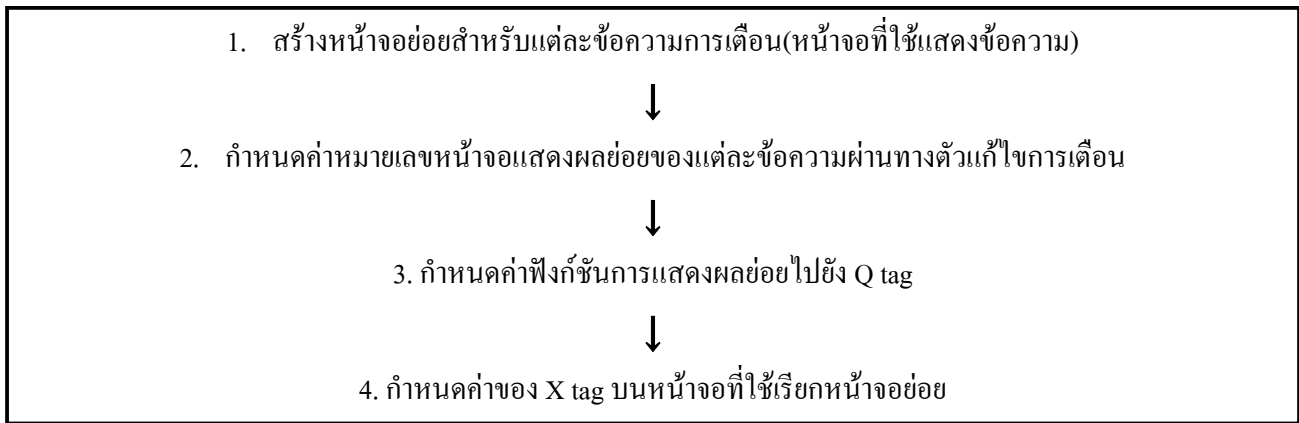 1. สร้างหน้าจอย่อยสำหรับแต่ละข้อความการเตือน(หน้าจอที่ใช้แสดงข้อความ)
↓
2. กำหนดค่าหมายเลขหน้าจอแสดงผลย่อยของแต่ละข้อความผ่านทางตัวแก้ไขการเตือน
↓
3. กำหนดค่าฟังก์ชันการแสดงผลย่อยไปยัง Q tag
↓
4. กำหนดค่าของ X tag บนหน้าจอที่ใช้เรียกหน้าจอย่อย